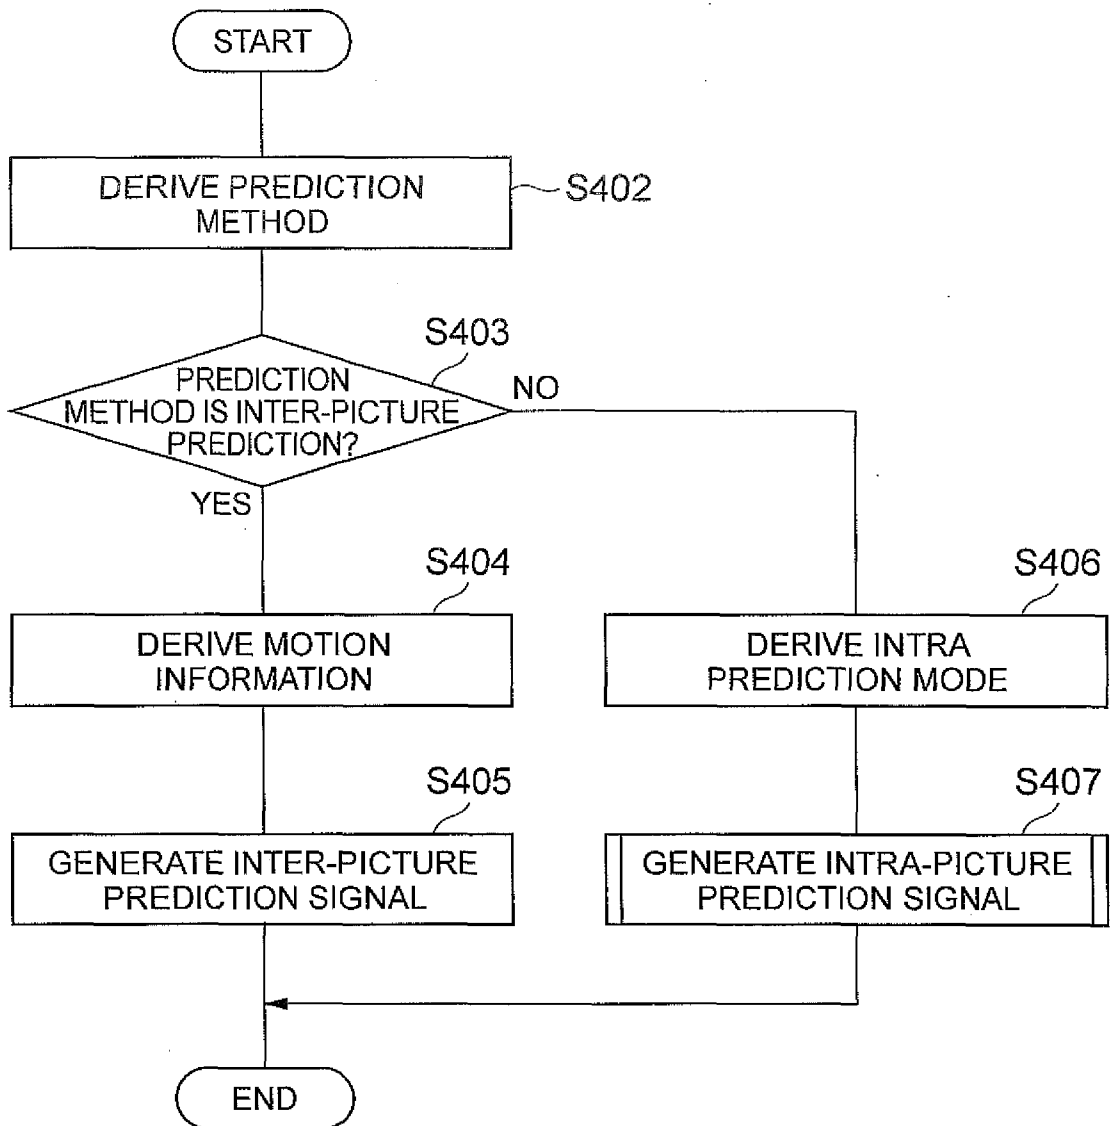 START
DERIVE PREDICTION
METHOD
S402
S403
PREDICTION
METHOD IS INTER-PICTURE
PREDICTION?
NO
YES
S404
DERIVE MOTION
INFORMATION
S406
DERIVE INTRA
PREDICTION MODE
S405
GENERATE INTER-PICTURE
PREDICTION SIGNAL
S407
GENERATE INTRA-PICTURE
PREDICTION SIGNAL
END